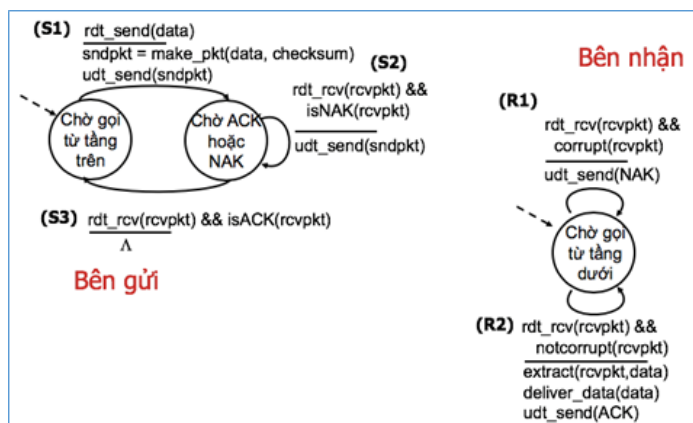 (S1) rdt_send(data)
sndpkt = make_pkt(data, checksum)
udt_send(sndpkt)
(S2)
rdt_rcv(rcvpkt) &&
isNAK(rcvpkt)
udt_send(sndpkt)
Chờ gọi
từ tầng
trên
Chờ ACK
hoặc
NAK
(S3) rdt_rcv(rcvpkt) && isACK(rcvpkt)
Λ
Bên gửi
Bên nhận
(R1)
rdt_rcv(rcvpkt) &&
corrupt(rcvpkt)
udt_send(NAK)
Chờ gọi
từ tầng
dưới
(R2) rdt_rcv(rcvpkt) &&
notcorrupt(rcvpkt)
extract(rcvpkt,data)
deliver_data(data)
udt_send(ACK)